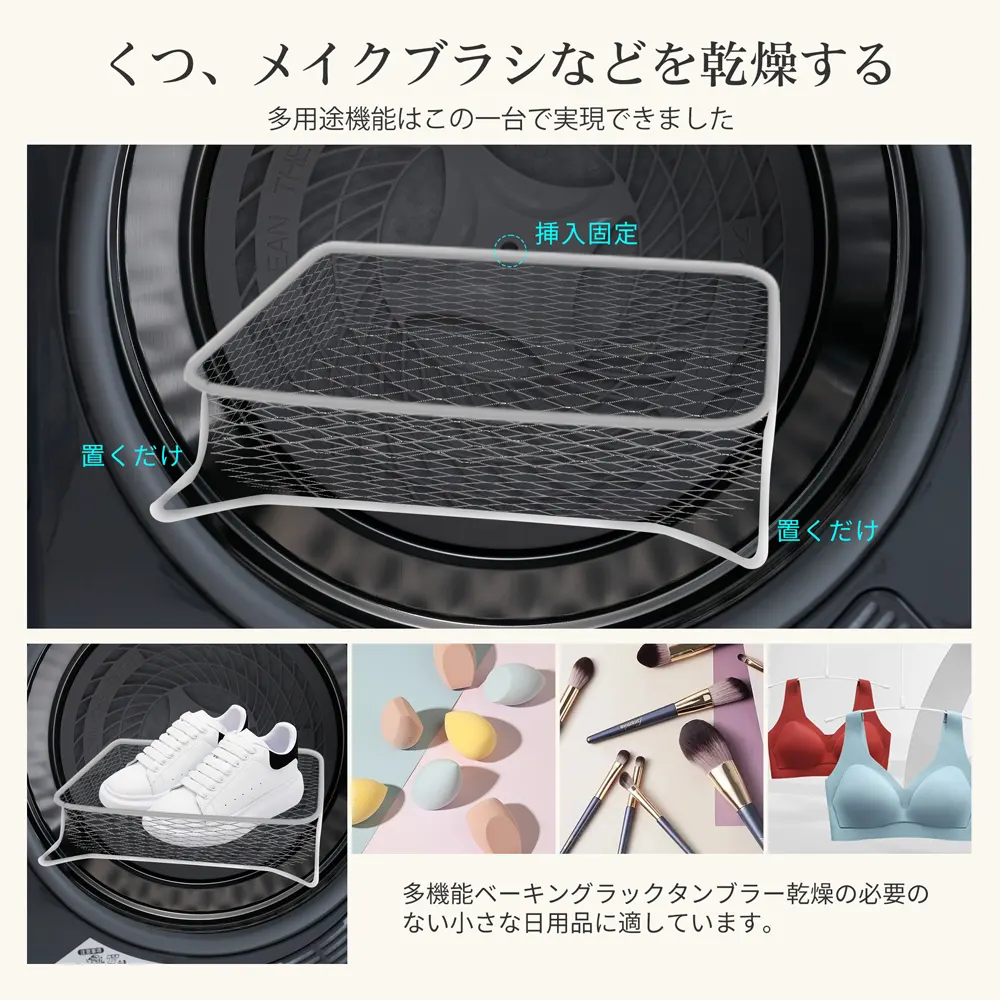 くつ、メイクブラシなどを乾燥する
多用途機能はこの一台で実現できました
挿入固定
置くだけ
置くだけ
多機能ベーキングラックタンブラー乾燥の必要の
ない小さな日用品に適しています。